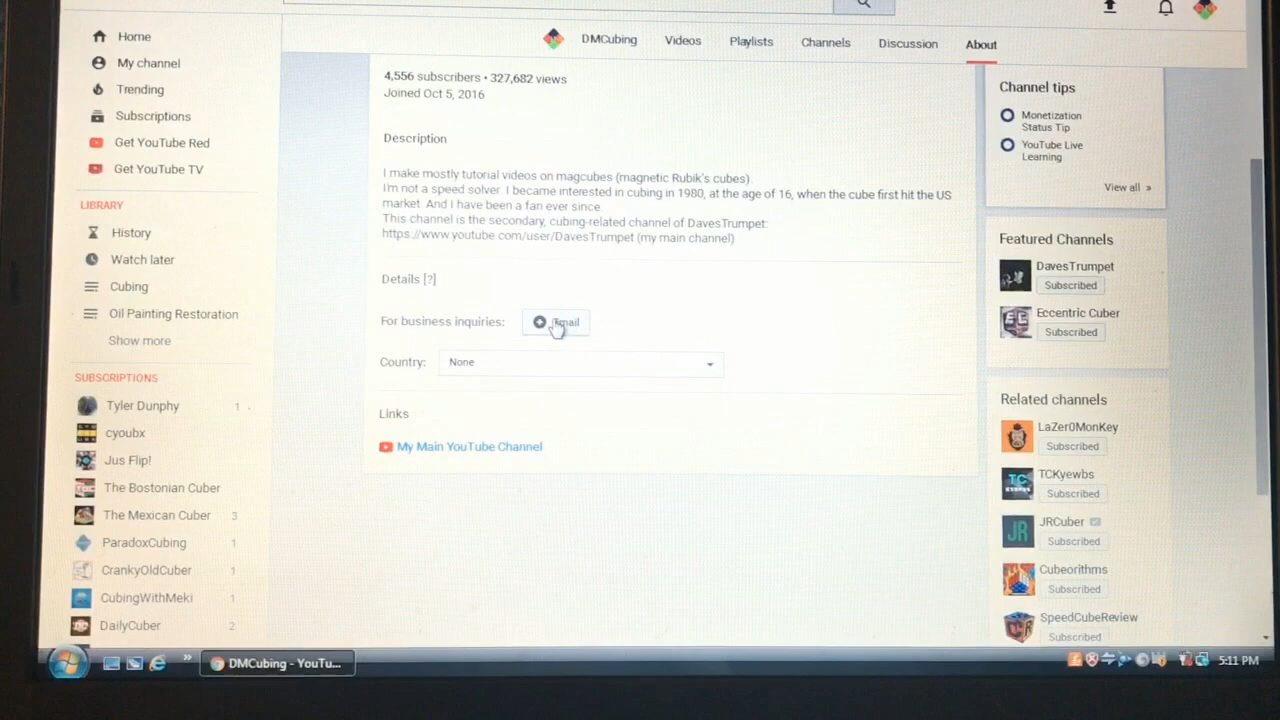 DMCubing Videos Playlists Channels Discussion About
Home
My channel
Trending
Subscriptions
Get YouTube Red
Get YouTube TV
LIBRARY
History
Watch later
Cubing
Oil Painting Restoration
Show more
SUBSCRIPTIONS
Tyler Dunphy 1
cyoubx
Jus Flip!
The Bostonian Cuber
The Mexican Cuber 3
ParadoxCubing 1
CrankyOldCuber 1
CubingWithMeki 1
DailyCuber 2
4,556 subscribers • 327,682 views
Joined Oct 5, 2016
Description
I make mostly tutorial videos on magcubes (magnetic Rubik's cubes).
I'm not a speed solver. I became interested in cubing in 1980, at the age of 16, when the cube first hit the US
market. And I have been a fan ever since.
This channel is the secondary, cubing-related channel of DavesTrumpet:
https://www.youtube.com/user/DavesTrumpet (my main channel)
Details [?]
For business inquiries: Email
Country: None
Links
My Main YouTube Channel
Channel tips
Monetization
Status Tip
YouTube Live
Learning
View all »
Featured Channels
DavesTrumpet
Subscribed
Eccentric Cuber
EC
Subscribed
Related channels
LaZer0MonKey
Subscribed
TCKyewbs
TC
Subscribed
JRCuber
JR
Subscribed
Cubeorithms
Subscribed
SpeedCubeReview
Subscribed
» DMCubing - YouTu... 5:11 PM